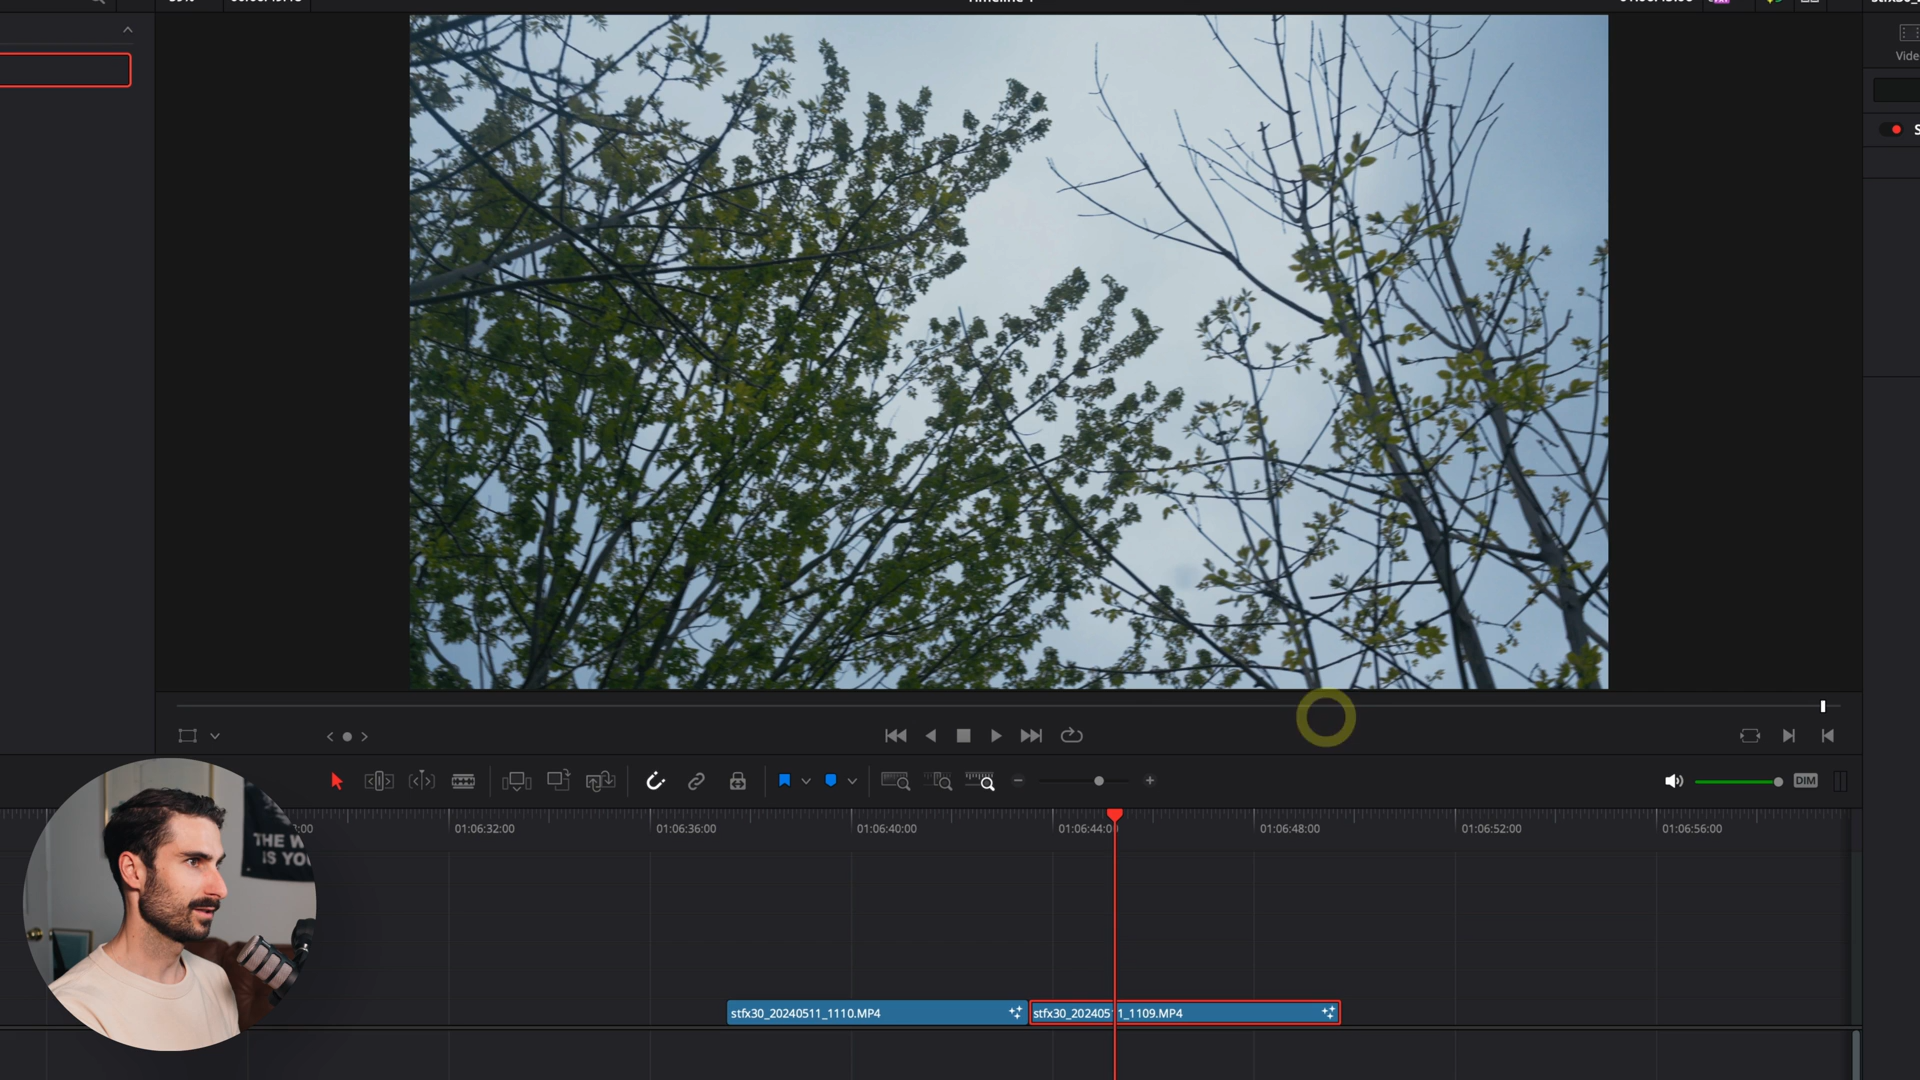 Vide
DIM
01:06:32:00
01:06:36:00
01:06:40:00
01:06:44:0
01:06:48:00
01:06:52:00
01:06:56:00
THE W
IS YO
stfx30_20240511_1110.MP4
stfx30_2024051 1_1109.MP4